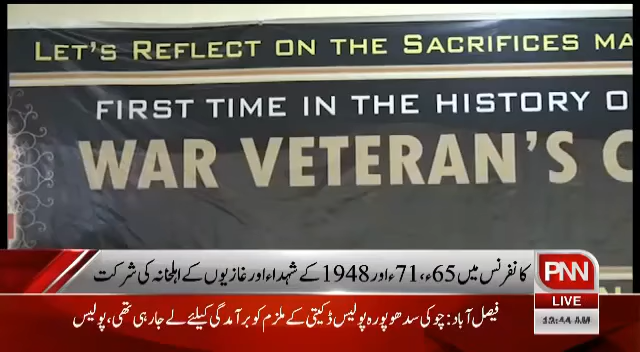 LET'S REFLECT ON THE SACRIFICES MA
FIRST TIME IN THE HISTORY O
WAR VETERAN'S C
کانفرنس میں 65ء، 71ء اور 1948 کے شہداء اور غازیوں کے اہلخانہ کی شرکت
PNN
LIVE
فیصل آباد: چوکی سدھوپورہ پولیس ڈکیتی کے ملزم کو برآمدگی کیلئے لے جا رہی تھی، پولیس
12:44 AM